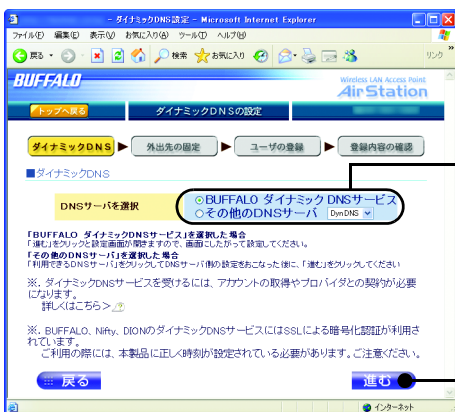 - ダイナミックDNS設定 - Microsoft Internet Explorer
ファイル(F) 編集(E) 表示(V) お気に入り(A) ツール(T) ヘルプ(H)
戻る 検索 お気に入り リンク »
BUFFALO
Wireless LAN Access Point
AirStation
トップへ戻る ダイナミックDNSの設定
ダイナミックDNS 外出先の固定 ユーザの登録 登録内容の確認
■ダイナミックDNS
DNSサーバを選択
BUFFALO ダイナミック DNSサービス
その他のDNSサーバ DynDNS
「BUFFALO ダイナミックDNSサービス」を選択した場合
「進む」をクリックと設定画面が開きますので、画面にしたがって設定してください。
「その他のDNSサーバ」を選択した場合
「利用できるDNSサーバ」をクリックしてDNSサーバ側の設定をおこなった後に、「進む」をクリックしてください
※. ダイナミックDNSサービスを受けるには、アカウントの取得やプロバイダとの契約が必要
になります。
詳しくはこちら>
※. BUFFALO、Nifty、DIONのダイナミックDNSサービスにはSSLによる暗号化認証が利用さ
れています。
ご利用の際には、本製品に正しく時刻が設定されている必要があります。ご注意ください。
戻る 進む
インターネット